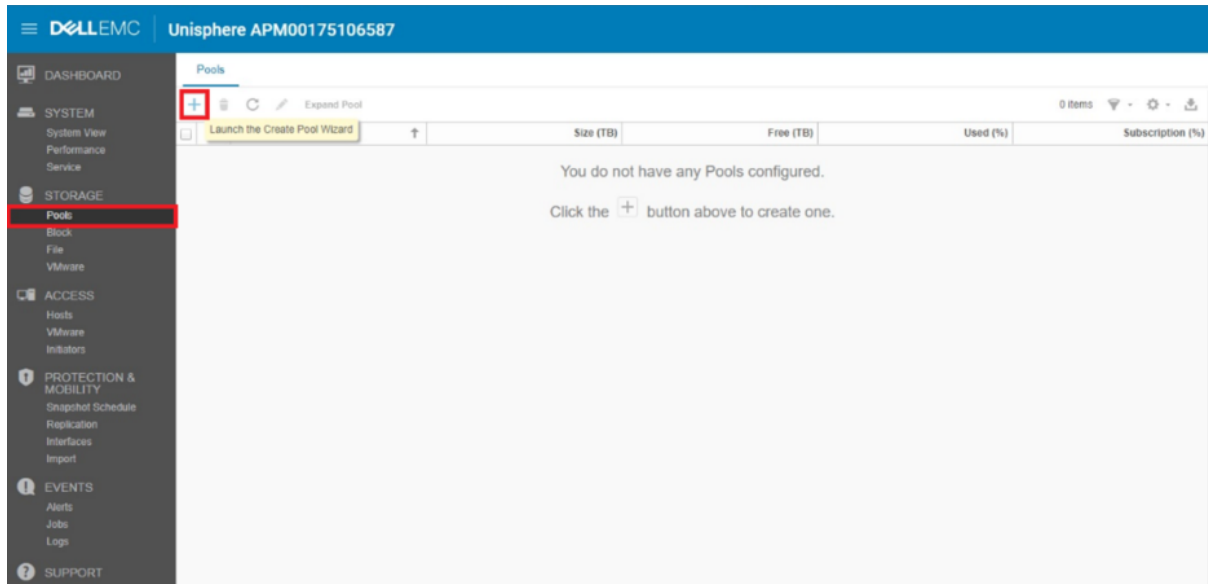 DELLEMC
Unisphere APM00175106587
DASHBOARD
SYSTEM
System View
Performance
Service
STORAGE
Pools
Block
File
VMware
ACCESS
Hosts
VMware
Initiators
PROTECTION &
MOBILITY
Snapshot Schedule
Replication
Interfaces
Import
EVENTS
Alerts
Jobs
Logs
SUPPORT
Pools
Expand Pool
0 items
Launch the Create Pool Wizard
Size (TB)
Free (TB)
Used (%)
Subscription (%)
You do not have any Pools configured.
Click the + button above to create one.